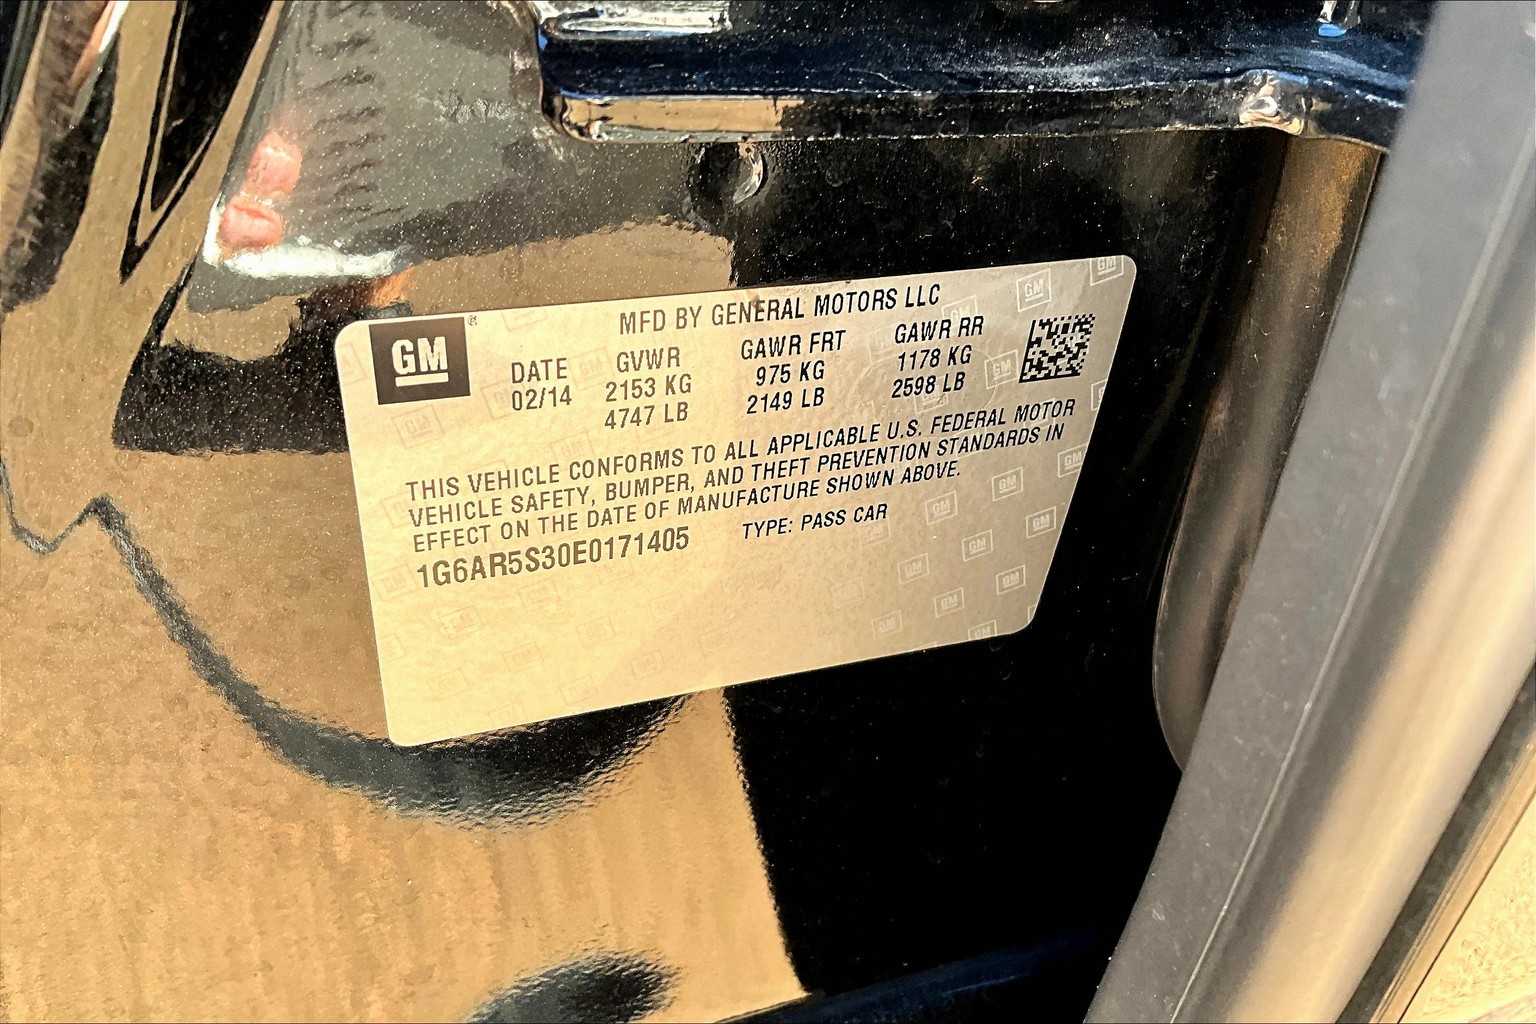 GM
MFD BY GENERAL MOTORS LLC
DATE GVWR GAWR FRT GAWR RR
02/14 2153 KG 975 KG 1178 KG
4747 LB 2149 LB 2598 LB
THIS VEHICLE CONFORMS TO ALL APPLICABLE U.S. FEDERAL MOTOR
VEHICLE SAFETY, BUMPER, AND THEFT PREVENTION STANDARDS IN
EFFECT ON THE DATE OF MANUFACTURE SHOWN ABOVE.
1G6AR5S30E0171405 TYPE: PASS CAR